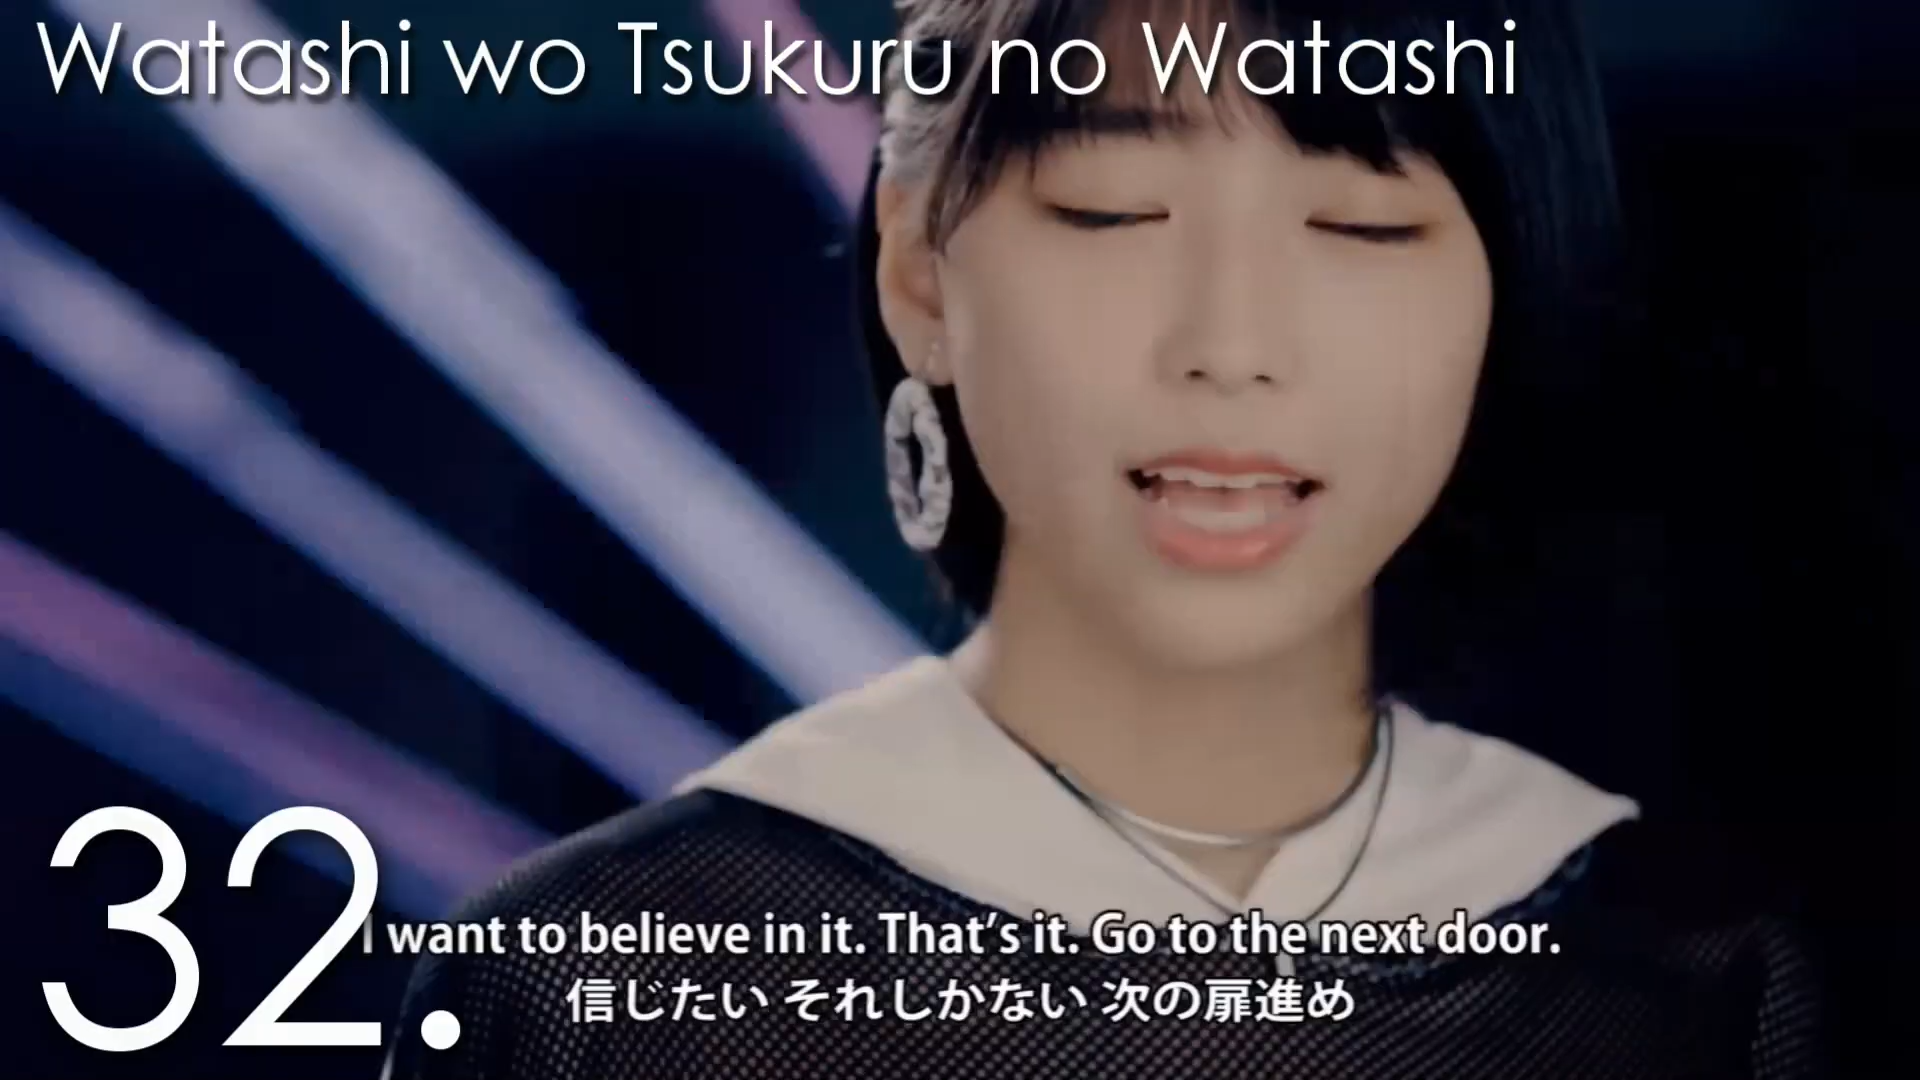 Watashi wo Tsukuru no Watashi
32.
I want to believe in it. That's it. Go to the next door.
信じたい それしかない 次の扉進め